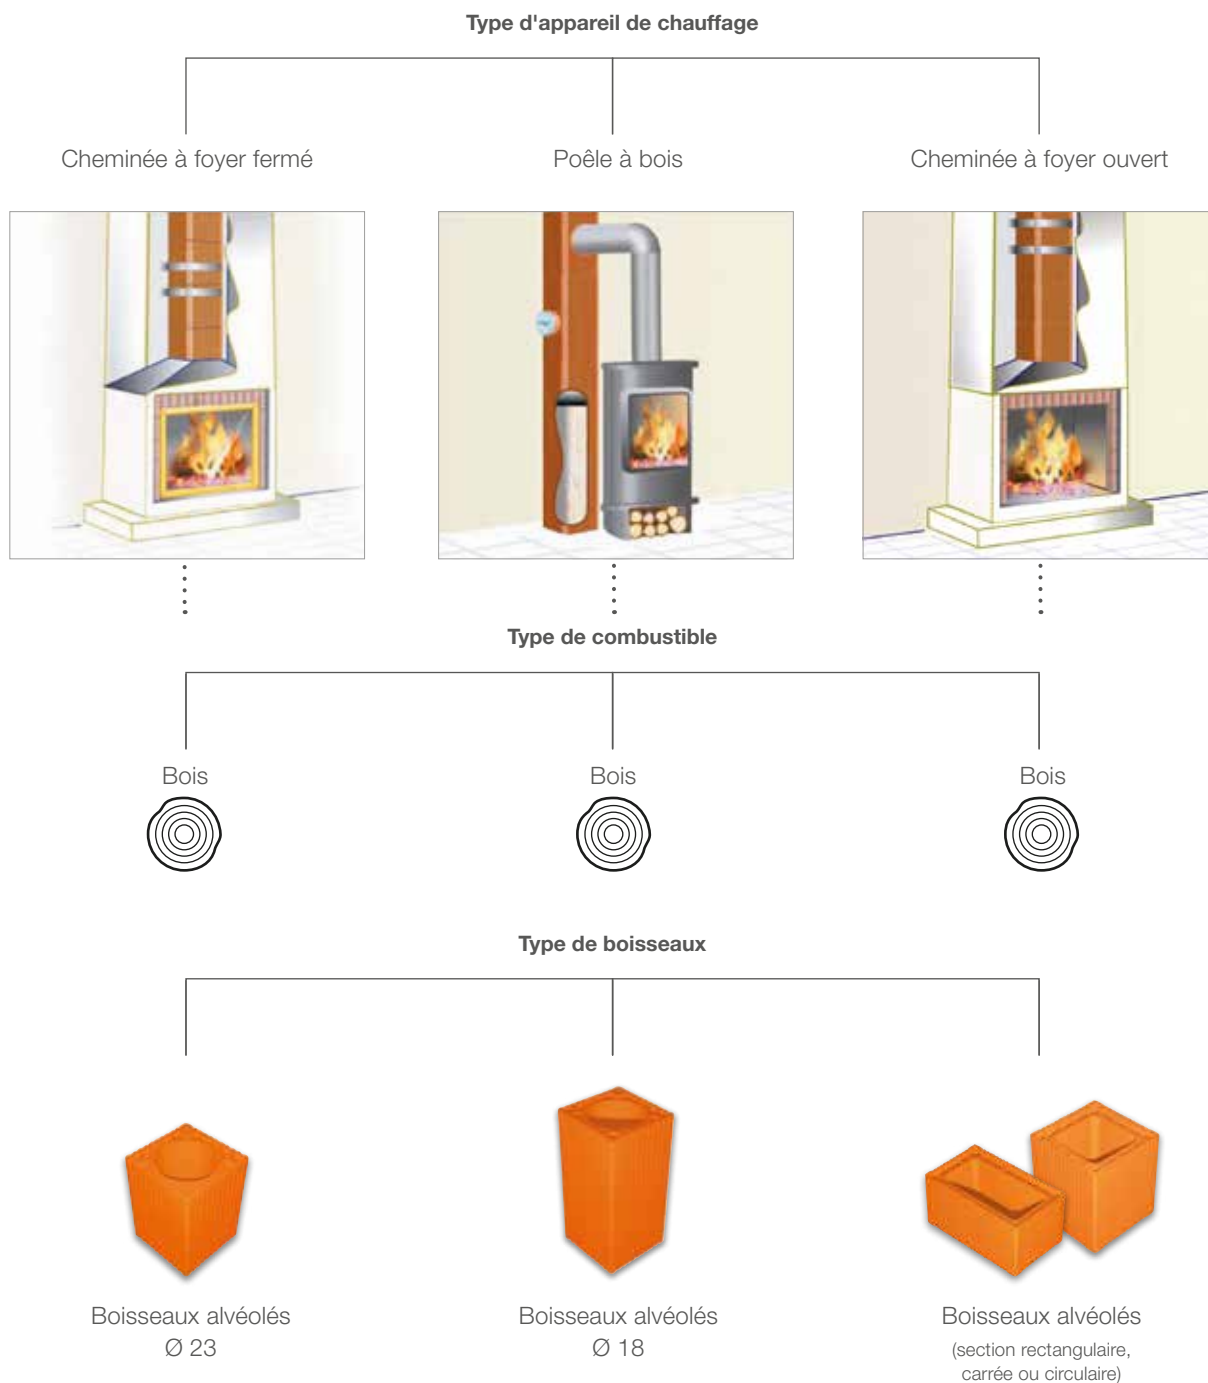 Type d'appareil de chauffage
Cheminée à foyer fermé
Poêle à bois
Cheminée à foyer ouvert
Type de combustible
Bois
Bois
Bois
Type de boisseaux
Boisseaux alvéolés
Ø 23
Boisseaux alvéolés
Ø 18
Boisseaux alvéolés
(section rectangulaire,
carrée ou circulaire)